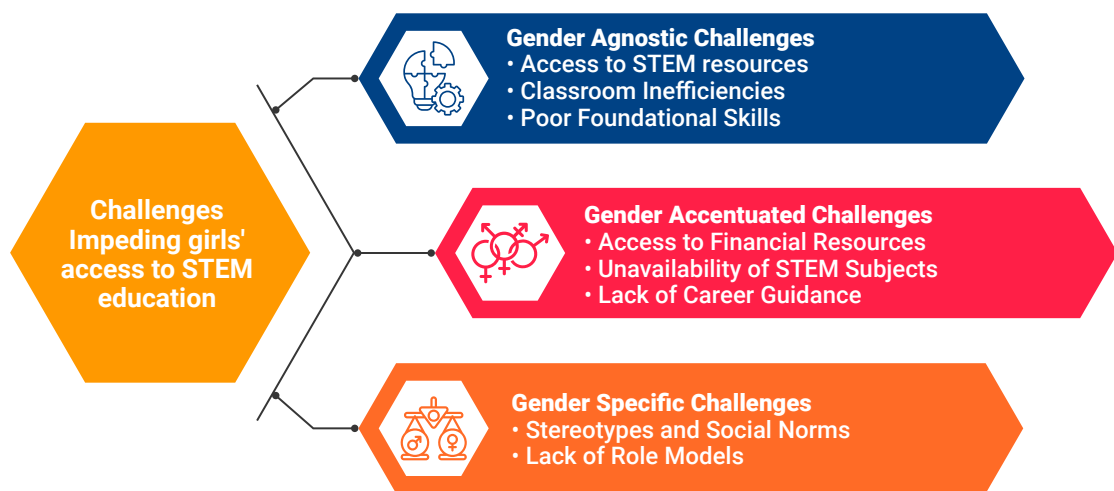 Challenges
Impeding girls'
access to STEM
education
Gender Agnostic Challenges
• Access to STEM resources
• Classroom Inefficiencies
• Poor Foundational Skills
Gender Accentuated Challenges
• Access to Financial Resources
• Unavailability of STEM Subjects
• Lack of Career Guidance
Gender Specific Challenges
• Stereotypes and Social Norms
• Lack of Role Models